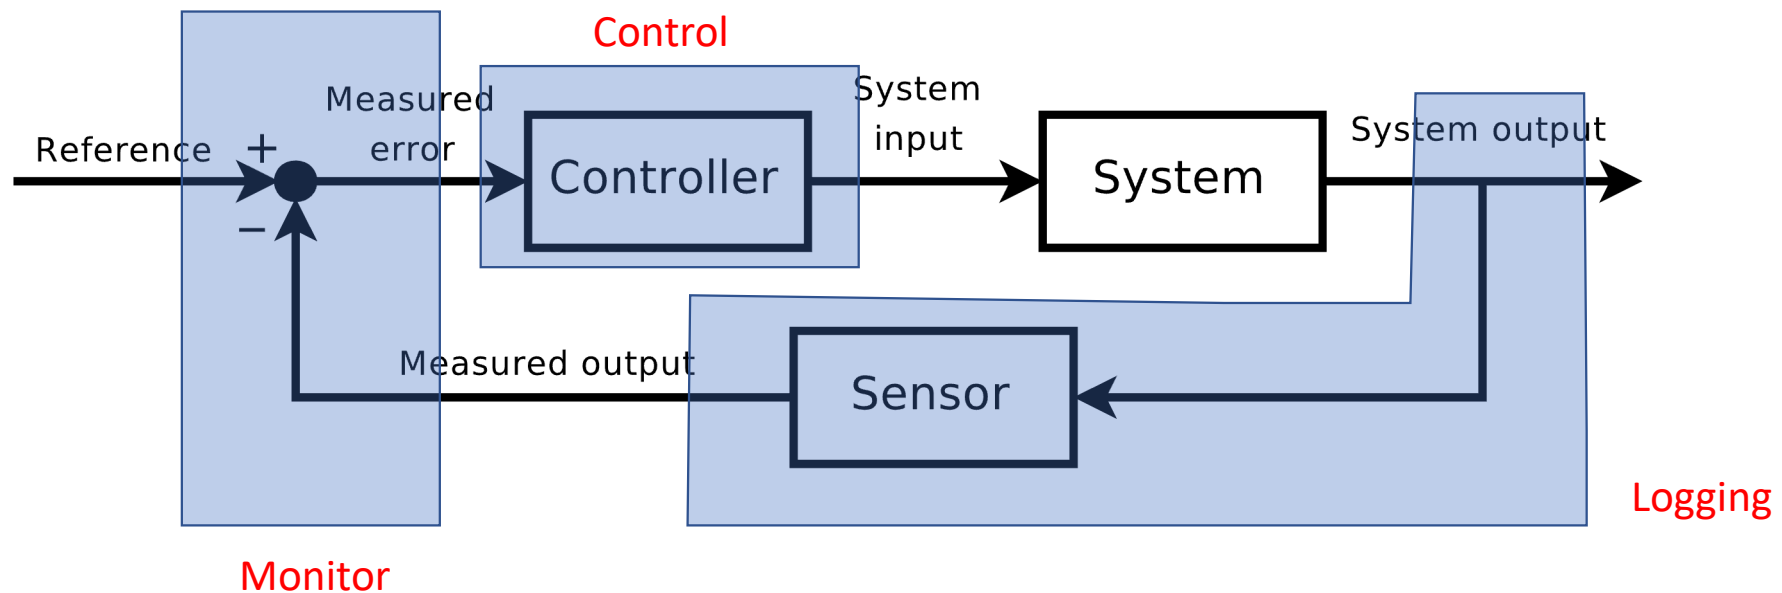 Control
Measured
error
System
input
Reference
+
Controller
System
System output
−
Measured output
Sensor
Logging
Monitor